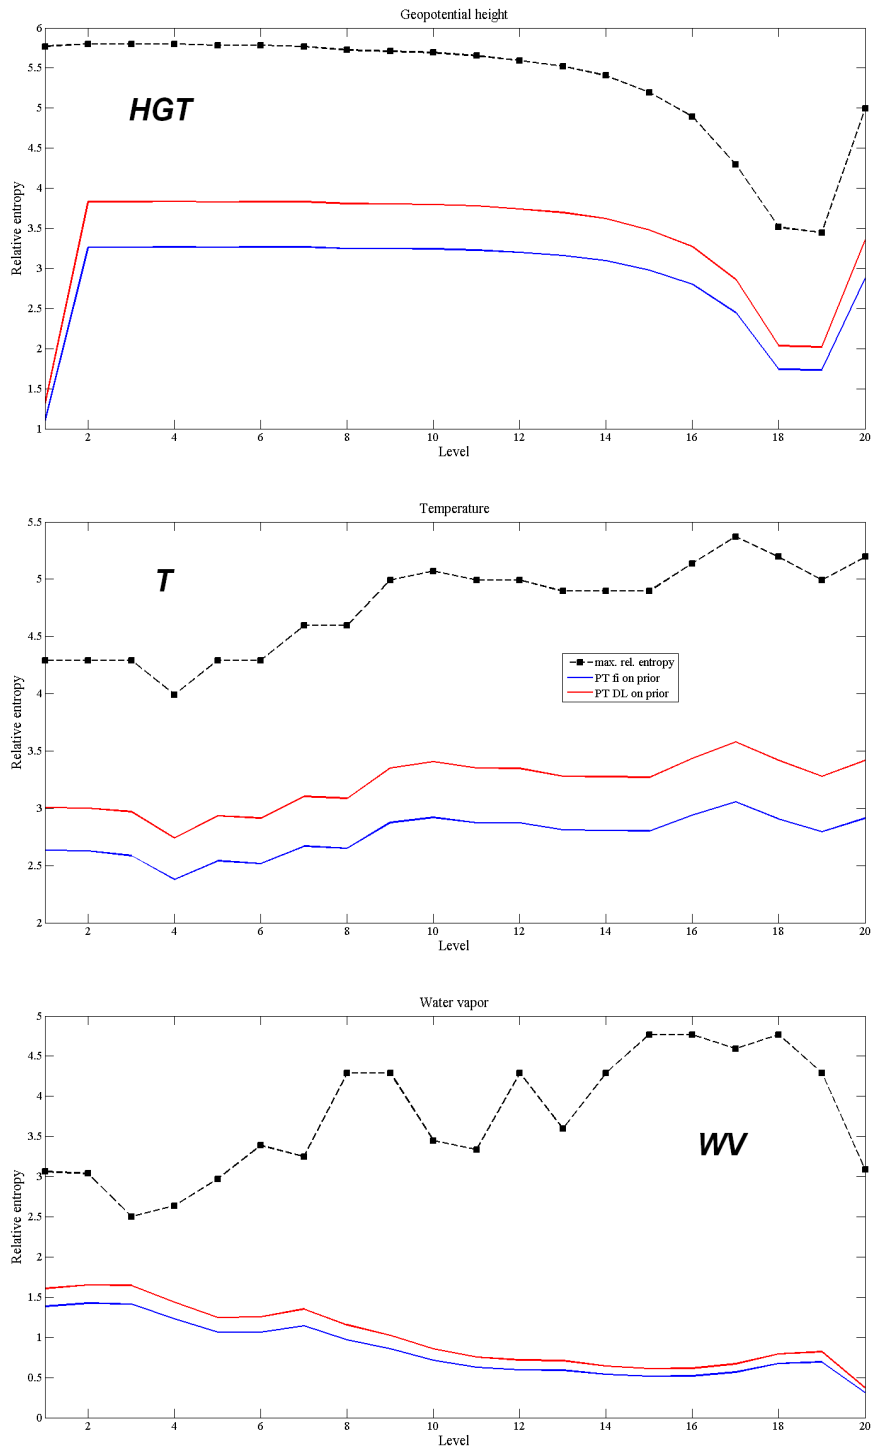 Geopotential height
6
5.5
5
4.5
4
3.5
3
2.5
2
1.5
1
Relative entropy
HGT
2 4 6 8 10 12 14 16 18 20
Level
Temperature
5.5
5
4.5
4
3.5
3
2.5
2
Relative entropy
T
max. rel. entropy
PT fi on prior
PT DL on prior
2 4 6 8 10 12 14 16 18 20
Level
Water vapor
5
4.5
4
3.5
3
2.5
2
1.5
1
0.5
0
Relative entropy
WV
2 4 6 8 10 12 14 16 18 20
Level